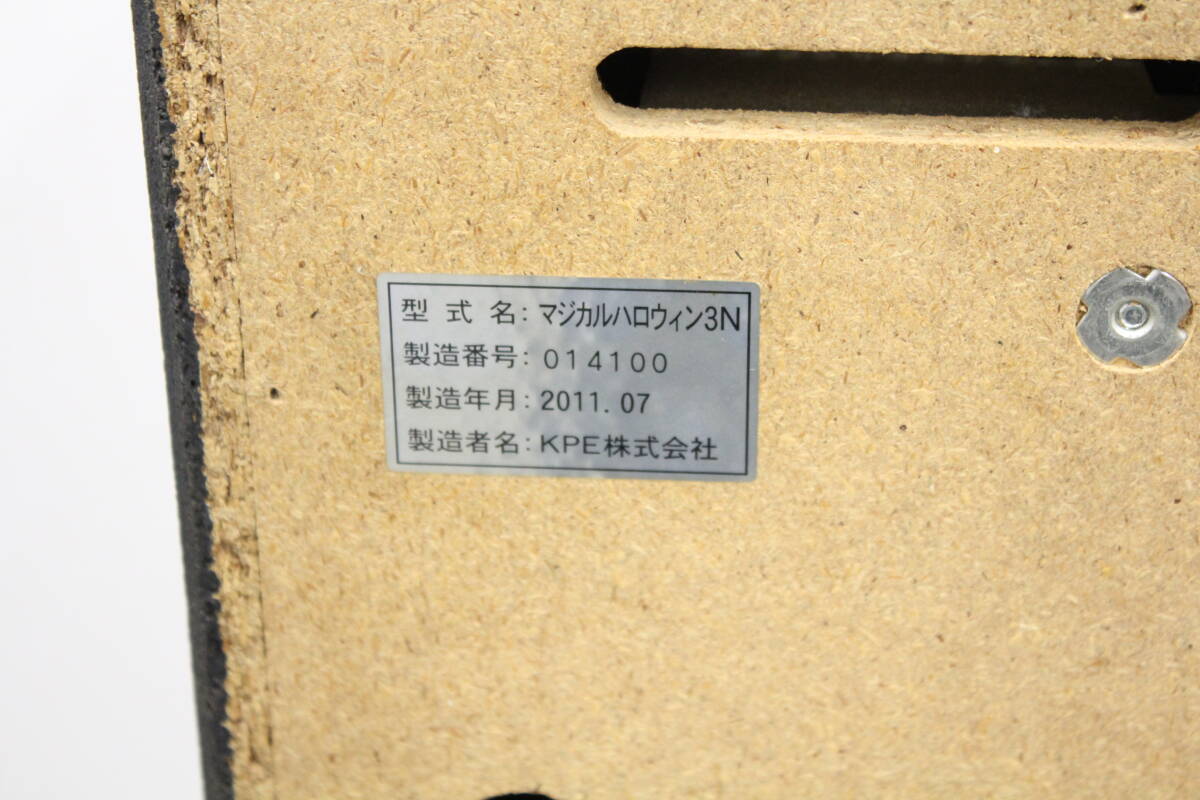 型式名：マジカルハロウィン3N
製造番号：014100
製造年月：2011.07
製造者名：KPE株式会社